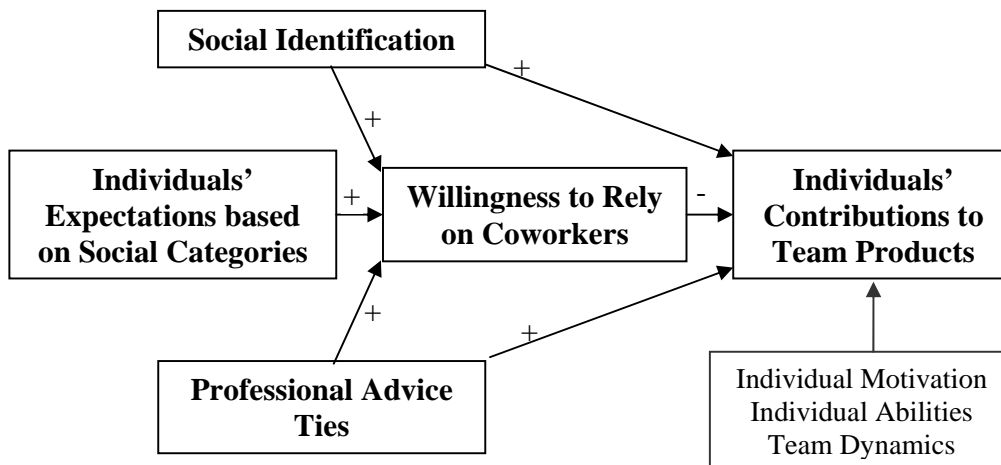 Social Identification
+
+
Individuals’
Expectations based
on Social Categories
+
Willingness to Rely
on Coworkers
-
Individuals’
Contributions to
Team Products
+
+
Professional Advice
Ties
Individual Motivation
Individual Abilities
Team Dynamics